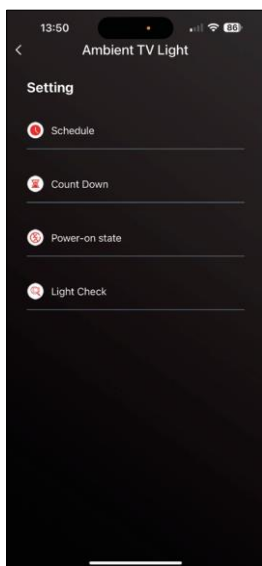 13:50
86
Ambient TV Light
Setting
Schedule
Count Down
Power-on state
Light Check